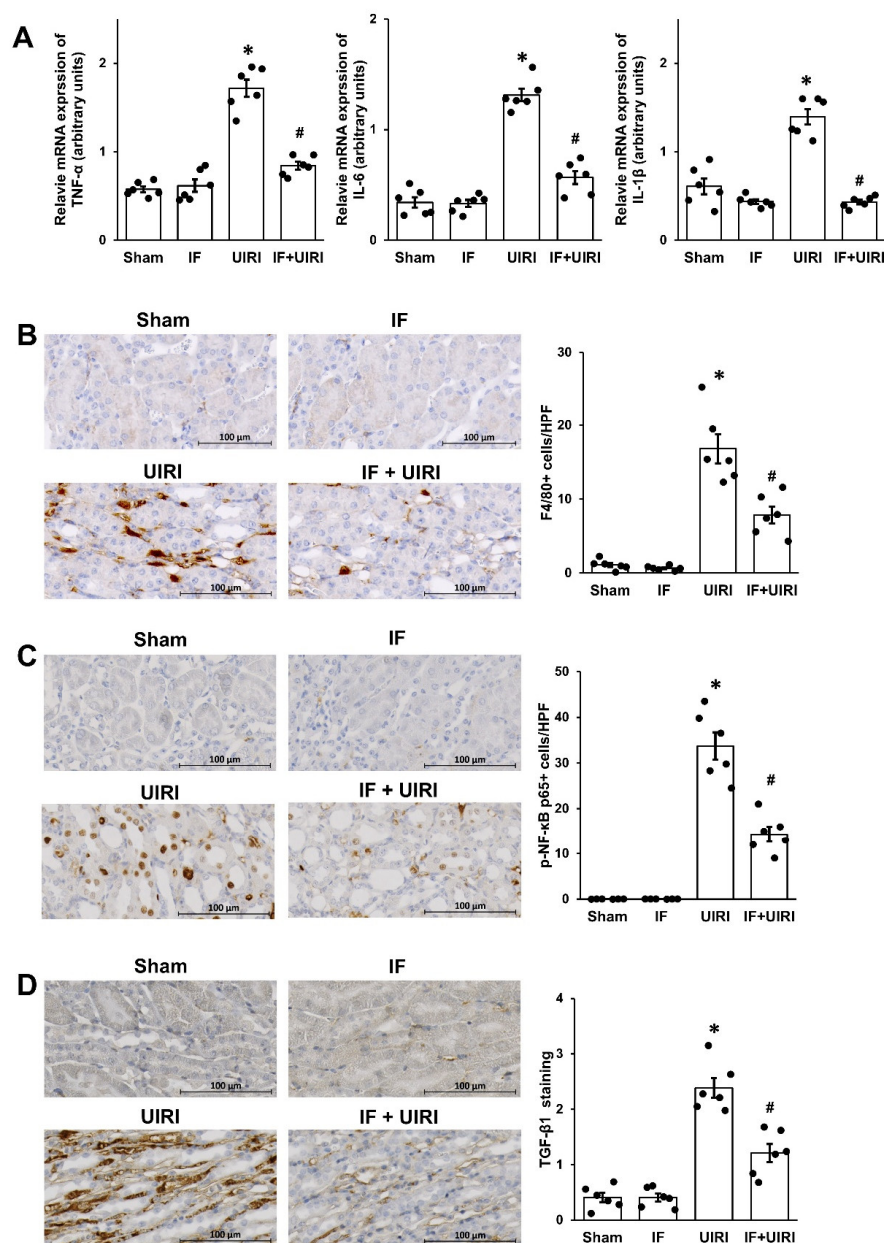 A
Relavie mRNA exprssion of
TNF-α (arbitrary units)
2
1
0
*
#
Sham IF UIRI IF+UIRI
Relavie mRNA exprssion of
IL-6 (arbitrary units)
2
1
0
*
#
Sham IF UIRI IF+UIRI
Relavie mRNA exprssion of
IL-1β (arbitrary units)
2
1
0
*
#
Sham IF UIRI IF+UIRI
B
Sham
100 µm
IF
100 µm
UIRI
100 µm
IF + UIRI
100 µm
F4/80+ cells/HPF
30
20
10
0
*
#
Sham IF UIRI IF+UIRI
C
Sham
100 µm
IF
100 µm
UIRI
100 µm
IF + UIRI
100 µm
p-NF-κB p65+ cells/HPF
50
40
30
20
10
0
*
#
Sham IF UIRI IF+UIRI
D
Sham
100 µm
IF
100 µm
UIRI
100 µm
IF + UIRI
100 µm
TGF-β1 staining
4
3
2
1
0
*
#
Sham IF UIRI IF+UIRI